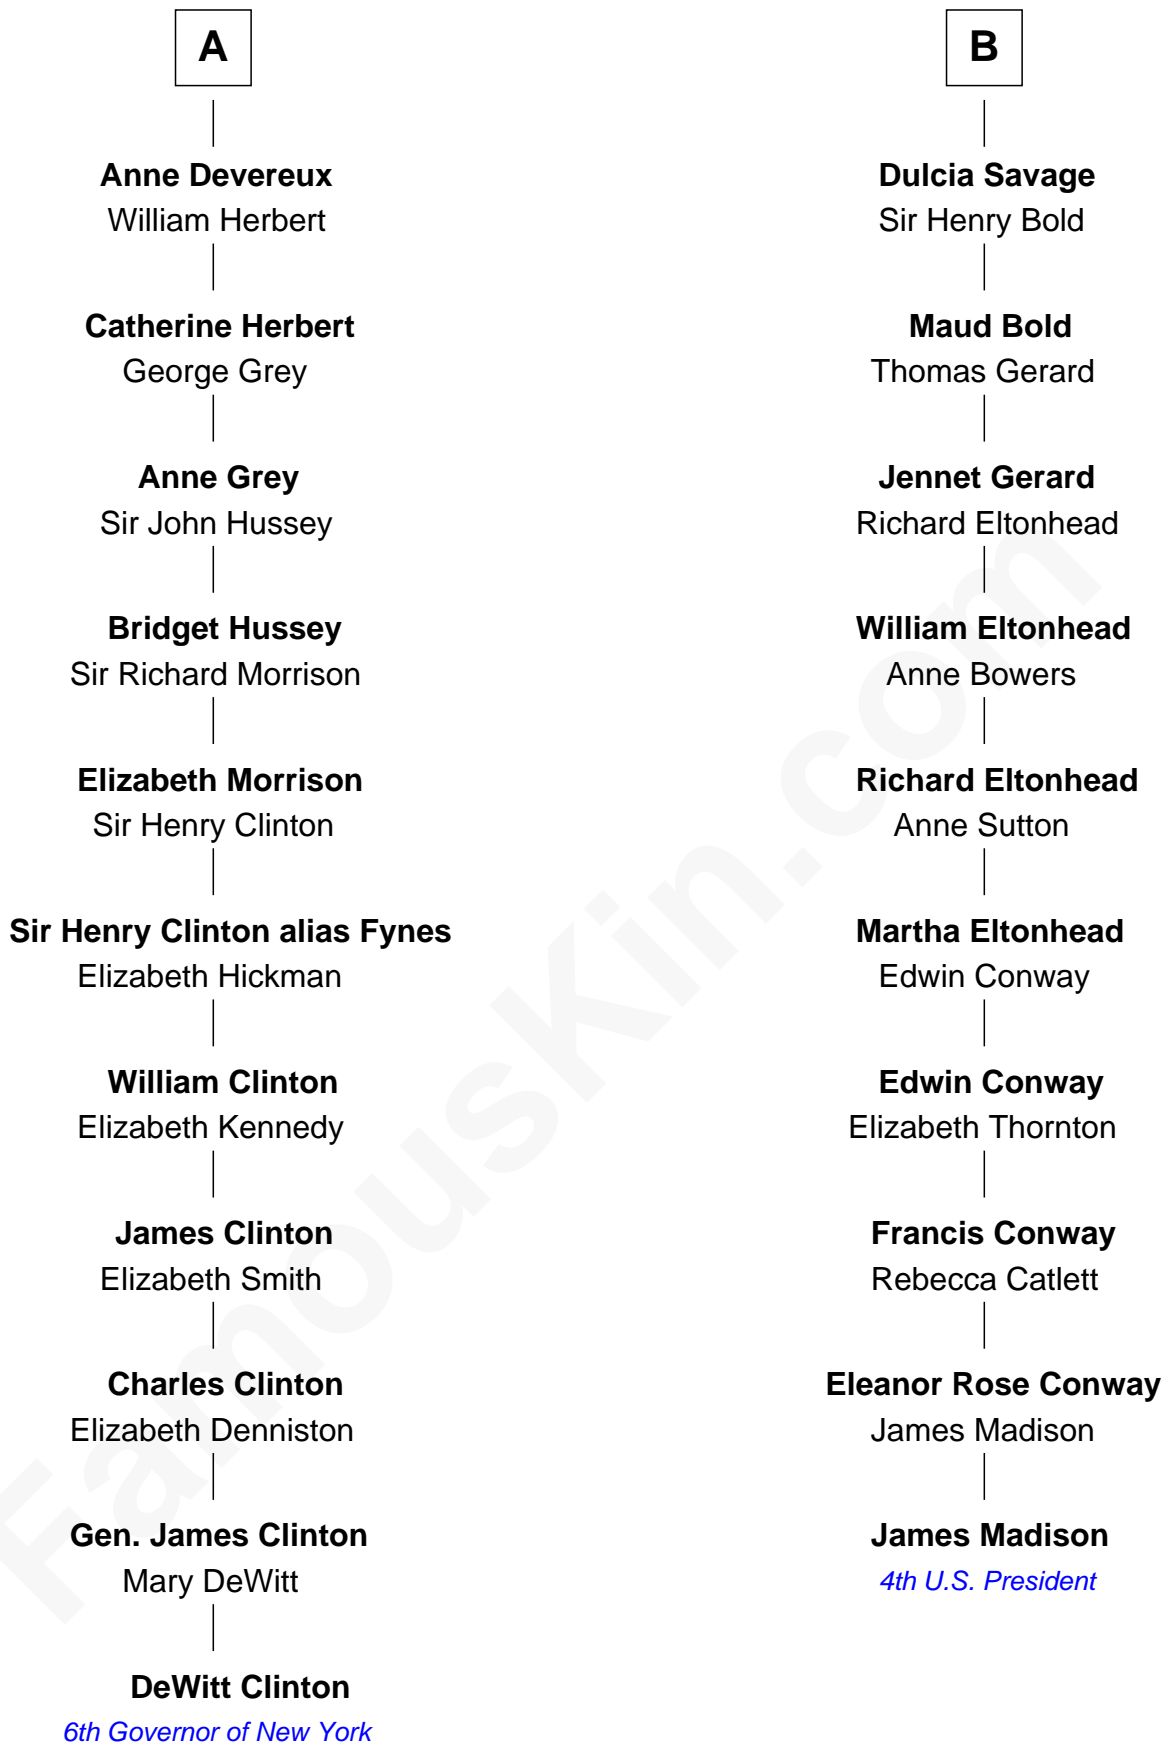 A
Anne Devereux
William Herbert
Catherine Herbert
George Grey
Anne Grey
Sir John Hussey
Bridget Hussey
Sir Richard Morrison
Elizabeth Morrison
Sir Henry Clinton
Sir Henry Clinton alias Fynes
Elizabeth Hickman
William Clinton
Elizabeth Kennedy
James Clinton
Elizabeth Smith
Charles Clinton
Elizabeth Denniston
Gen. James Clinton
Mary DeWitt
DeWitt Clinton
6th Governor of New York
B
Dulcia Savage
Sir Henry Bold
Maud Bold
Thomas Gerard
Jennet Gerard
Richard Eltonhead
William Eltonhead
Anne Bowers
Richard Eltonhead
Anne Sutton
Martha Eltonhead
Edwin Conway
Edwin Conway
Elizabeth Thornton
Francis Conway
Rebecca Catlett
Eleanor Rose Conway
James Madison
James Madison
4th U.S. President
FamousKin.com